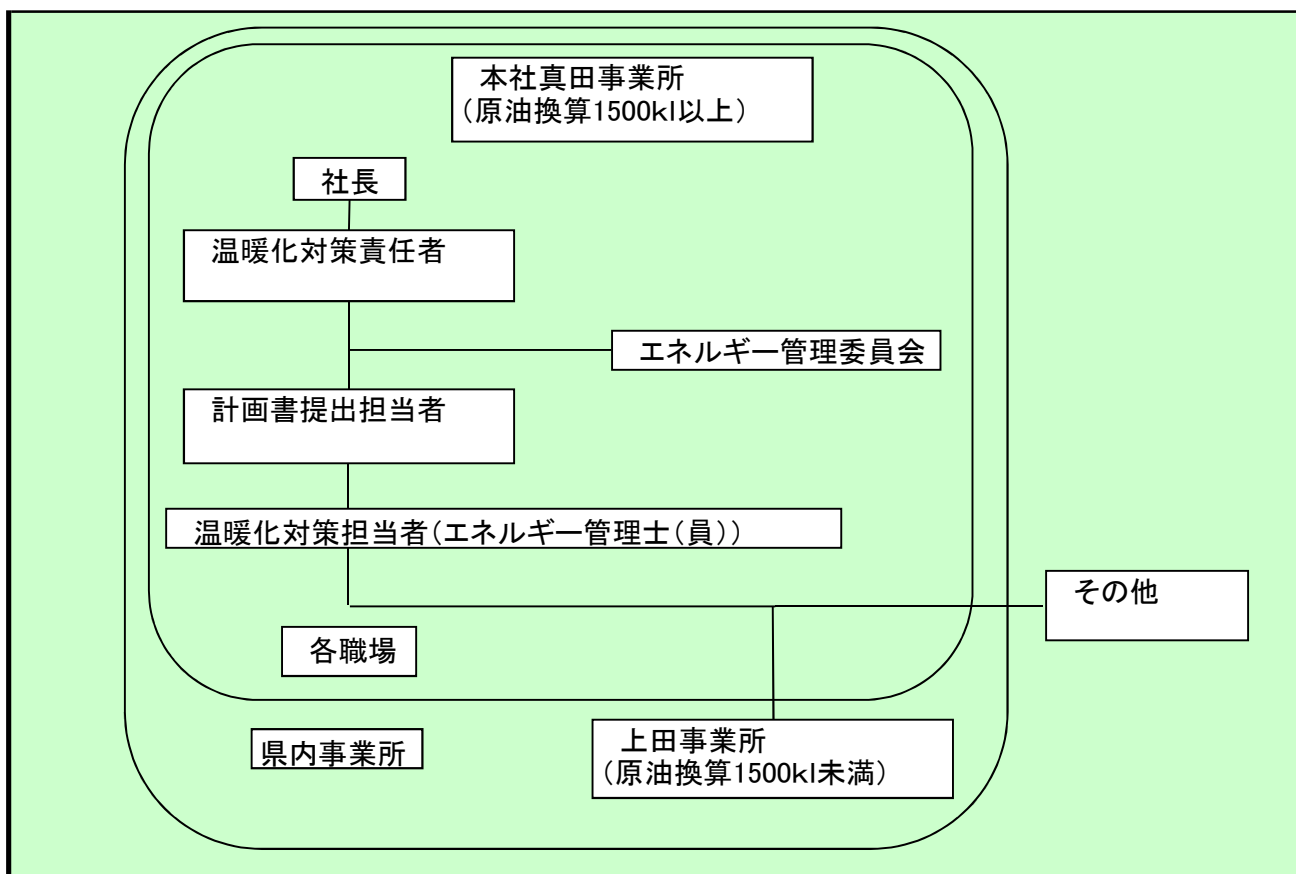 本社真田事業所
（原油換算1500kl以上）
社長
温暖化対策責任者
エネルギー管理委員会
計画書提出担当者
温暖化対策担当者（エネルギー管理士（員））
その他
各職場
県内事業所
上田事業所
（原油換算1500kl未満）